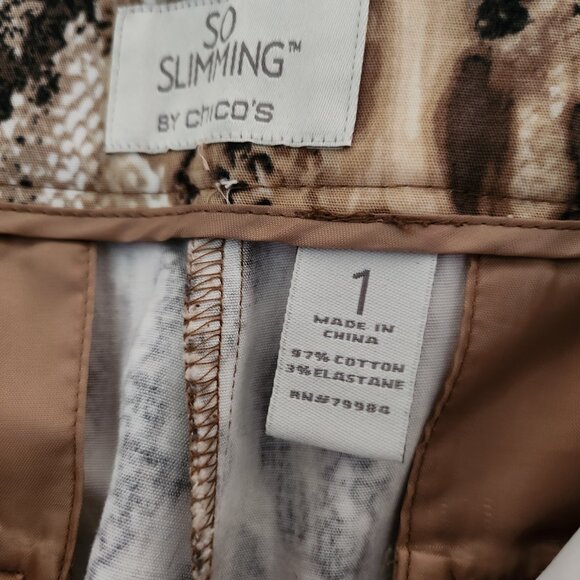 SO
SLIMMING™
BY CHICO'S
1
MADE IN
CHINA
97% COTTON
3% ELASTANE
RN#79984